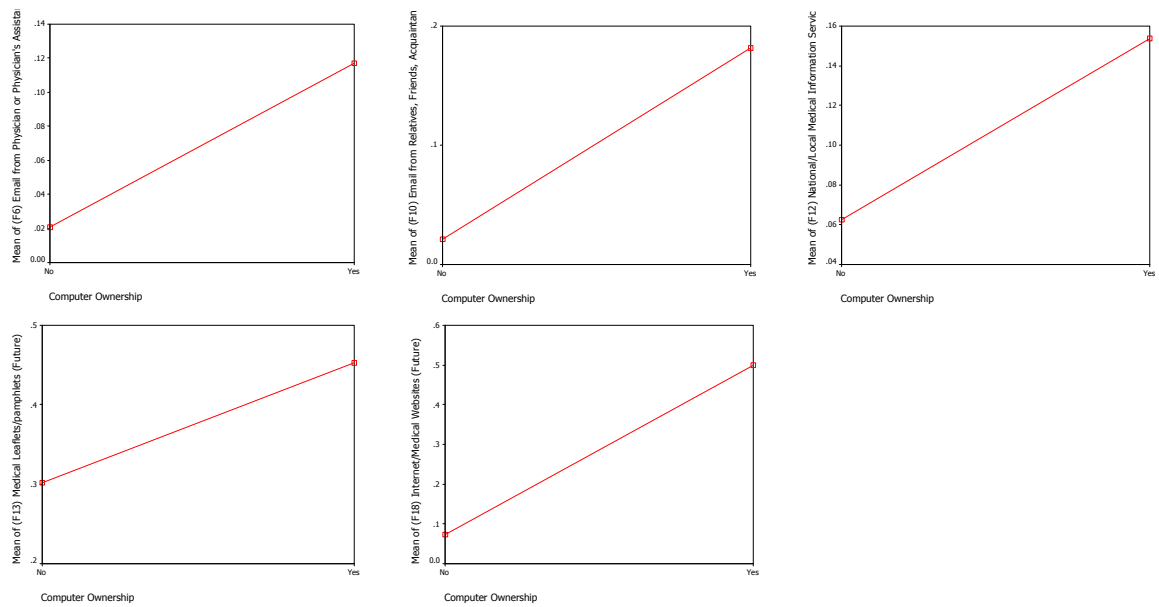 Mean of (F6) Email from Physician or Physician's Assista
.14
.12
.10
.08
.06
.04
.02
0.00
No Yes
Computer Ownership
Mean of (F10) Email from Relatives, Friends, Acquaintan
.2
.1
0.0
No Yes
Computer Ownership
Mean of (F12) National/Local Medical Information Servic
.16
.14
.12
.10
.08
.06
.04
No Yes
Computer Ownership
Mean of (F13) Medical Leaflets/pamphlets (Future)
.5
.4
.3
.2
No Yes
Computer Ownership
Mean of (F18) Internet/Medical Websites (Future)
.6
.5
.4
.3
.2
.1
0.0
No Yes
Computer Ownership